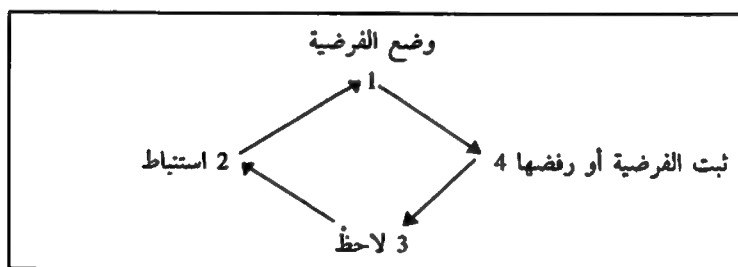 وضع الفرضية
1
ثبت الفرضية أو رفضها 4
2 استنباط
3 لاحظْ